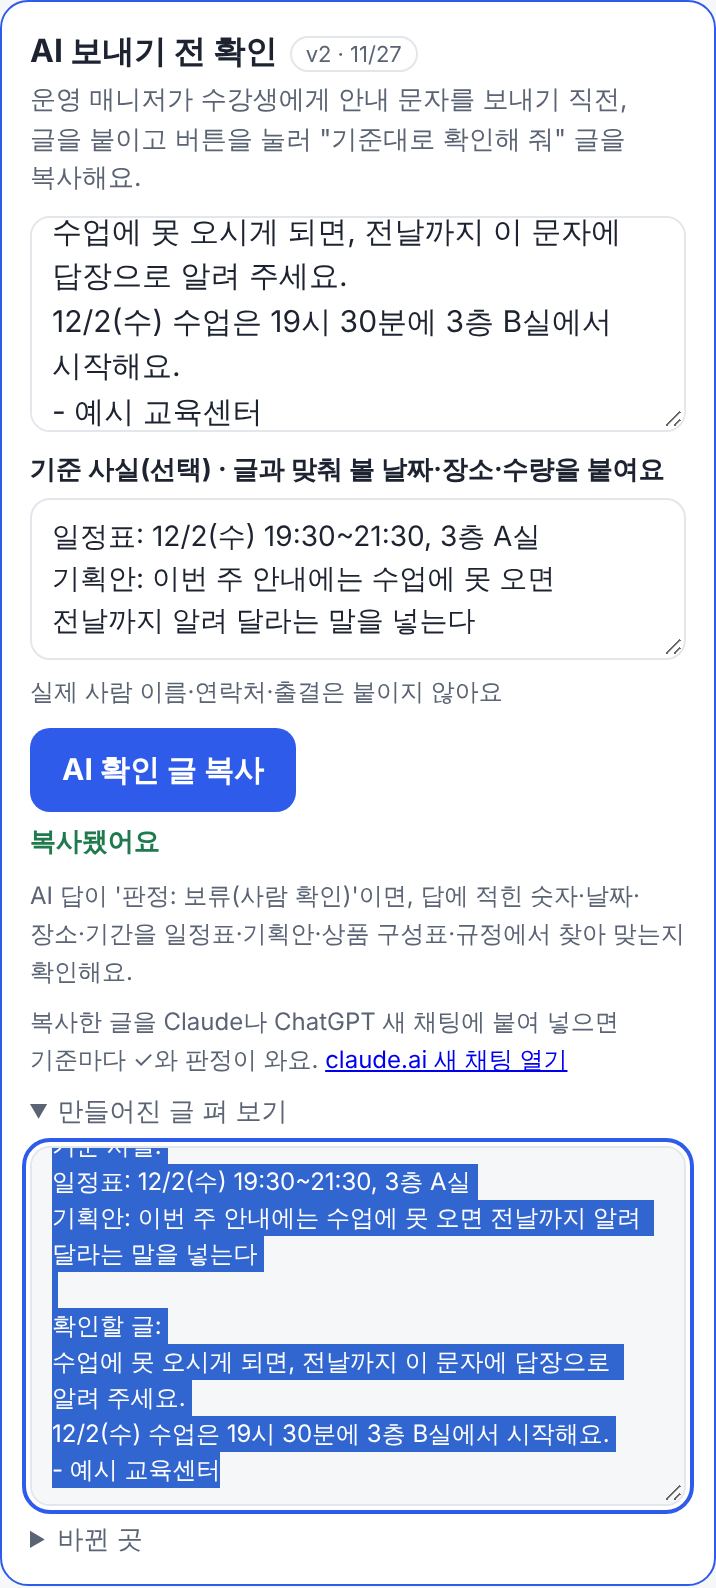 AI 보내기 전 확인 v2 · 11/27
운영 매니저가 수강생에게 안내 문자를 보내기 직전,
글을 붙이고 버튼을 눌러 "기준대로 확인해 줘" 글을
복사해요.
수업에 못 오시게 되면, 전날까지 이 문자에
답장으로 알려 주세요.
12/2(수) 수업은 19시 30분에 3층 B실에서
시작해요.
- 예시 교육센터
기준 사실(선택) · 글과 맞춰 볼 날짜·장소·수량을 붙여요
일정표: 12/2(수) 19:30~21:30, 3층 A실
기획안: 이번 주 안내에는 수업에 못 오면
전날까지 알려 달라는 말을 넣는다
실제 사람 이름·연락처·출결은 붙이지 않아요
AI 확인 글 복사
복사됐어요
AI 답이 '판정: 보류(사람 확인)'이면, 답에 적힌 숫자·날짜·
장소·기간을 일정표·기획안·상품 구성표·규정에서 찾아 맞는지
확인해요.
복사한 글을 Claude나 ChatGPT 새 채팅에 붙여 넣으면
기준마다 ✓와 판정이 와요. claude.ai 새 채팅 열기
▼ 만들어진 글 펴 보기
기준 사실:
일정표: 12/2(수) 19:30~21:30, 3층 A실
기획안: 이번 주 안내에는 수업에 못 오면 전날까지 알려
달라는 말을 넣는다
확인할 글:
수업에 못 오시게 되면, 전날까지 이 문자에 답장으로
알려 주세요.
12/2(수) 수업은 19시 30분에 3층 B실에서 시작해요.
- 예시 교육센터
▶ 바뀐 곳